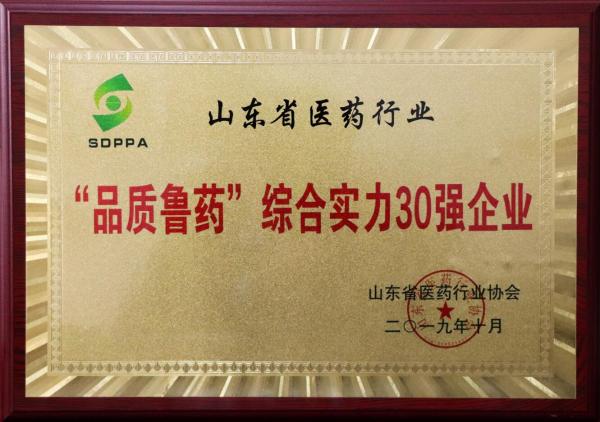 SDPPA
山东省医药行业
“品质鲁药”综合实力30强企业
山东省医药行业协会
二〇一九年十月